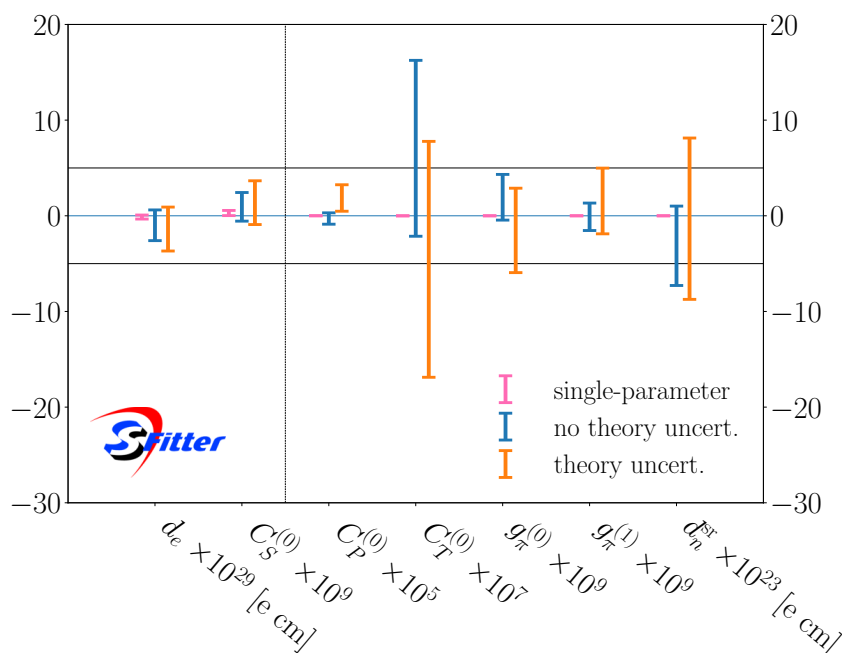 20 20
10 10
0 0
−10 −10
−20 −20
−30 −30
single-parameter
no theory uncert.
theory uncert.
SFitter
d_e ×10^{29} [e cm]
C_S^{(0)} ×10^9
C_P^{(0)} ×10^5
C_T^{(0)} ×10^7
g_π^{(0)} ×10^9
g_π^{(1)} ×10^9
d_n^{sr} ×10^{23} [e cm]